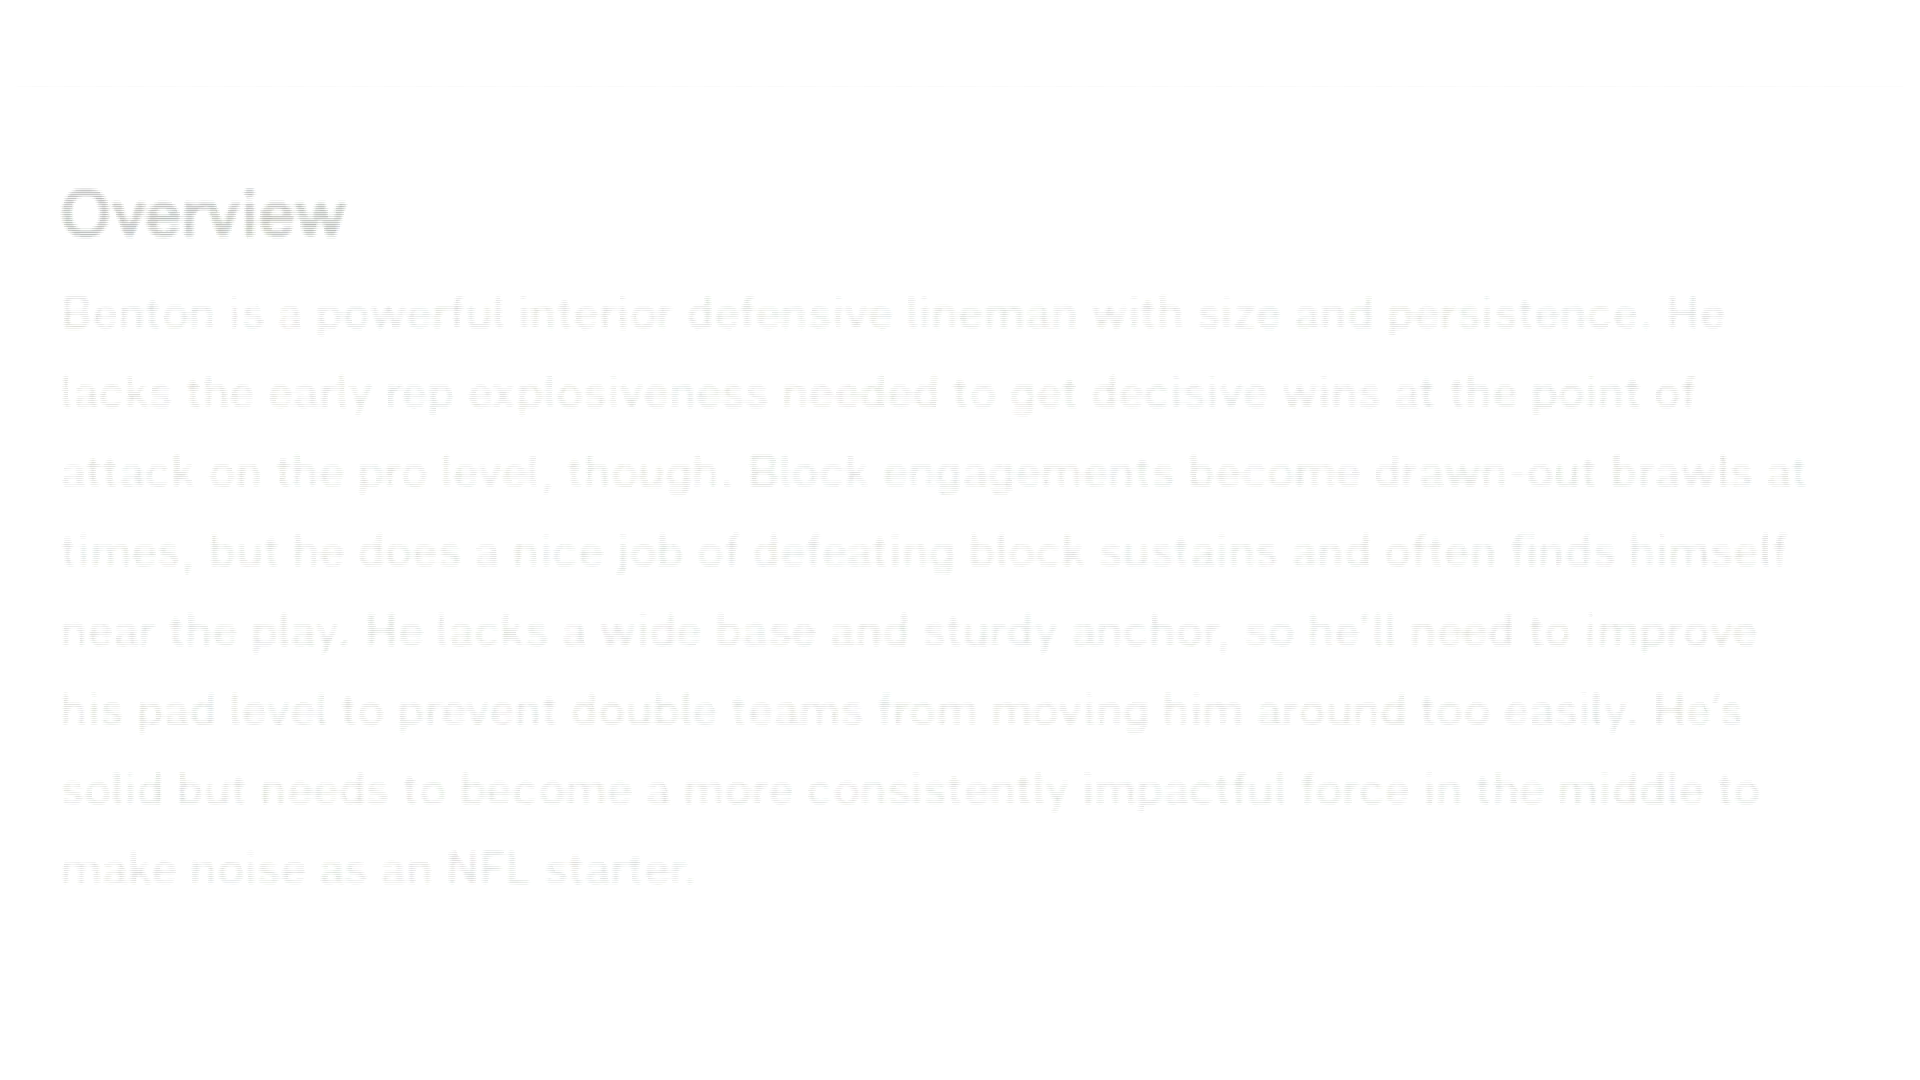 Overview
Benton is a powerful interior defensive lineman with size and persistence. He
lacks the early rep explosiveness needed to get decisive wins at the point of
attack on the pro level, though. Block engagements become drawn-out brawls at
times, but he does a nice job of defeating block sustains and often finds himself
near the play. He lacks a wide base and sturdy anchor, so he'll need to improve
his pad level to prevent double teams from moving him around too easily. He's
solid but needs to become a more consistently impactful force in the middle to
make noise as an NFL starter.